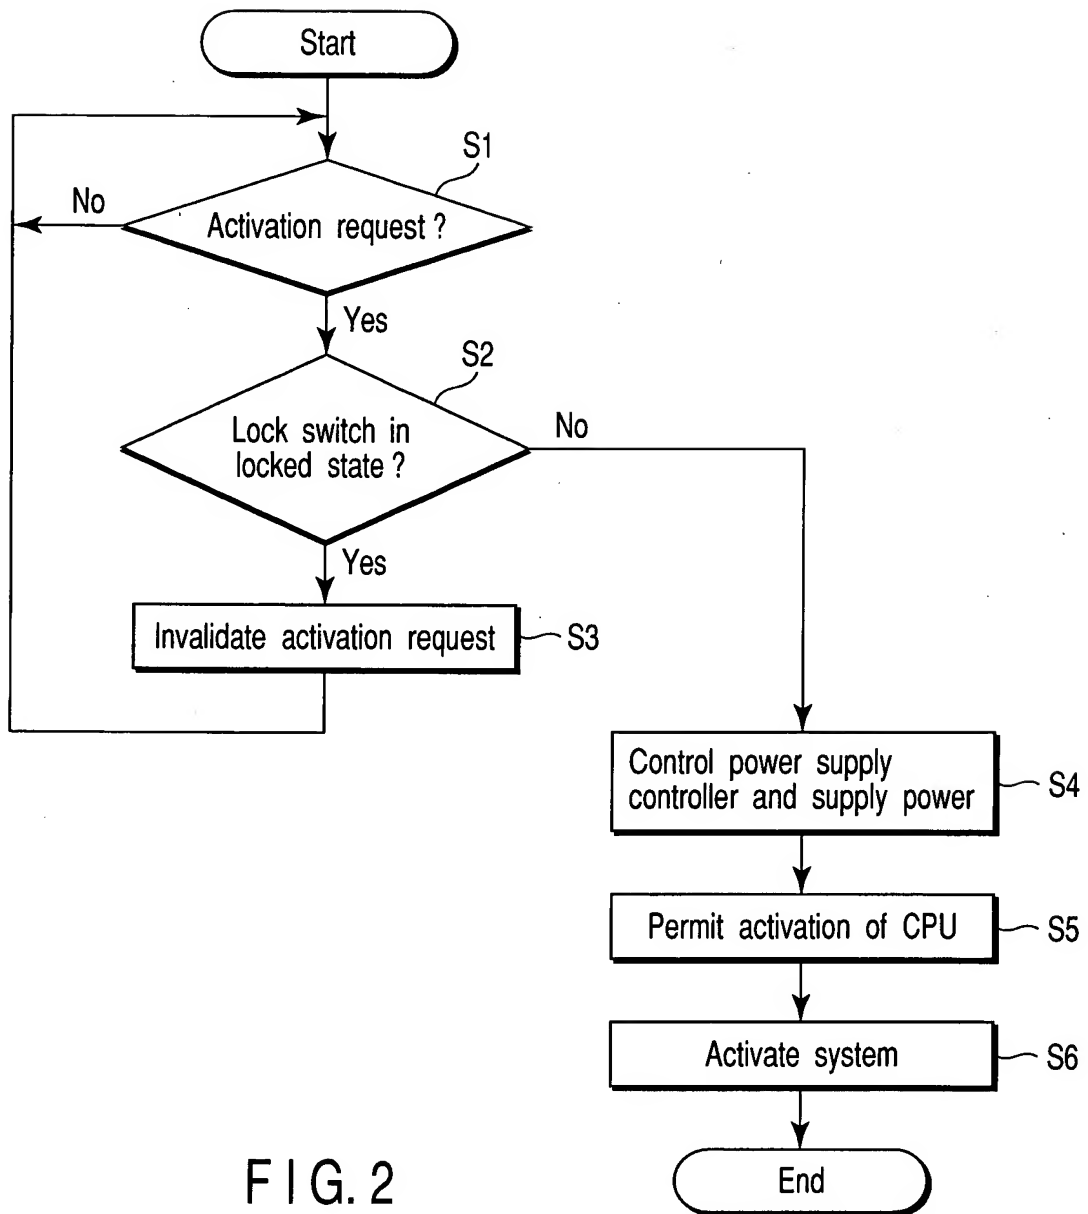 Start
S1
No
Activation request ?
Yes
S2
Lock switch in
locked state ?
No
Yes
Invalidate activation request
S3
Control power supply
controller and supply power
S4
Permit activation of CPU
S5
Activate system
S6
End
FIG. 2